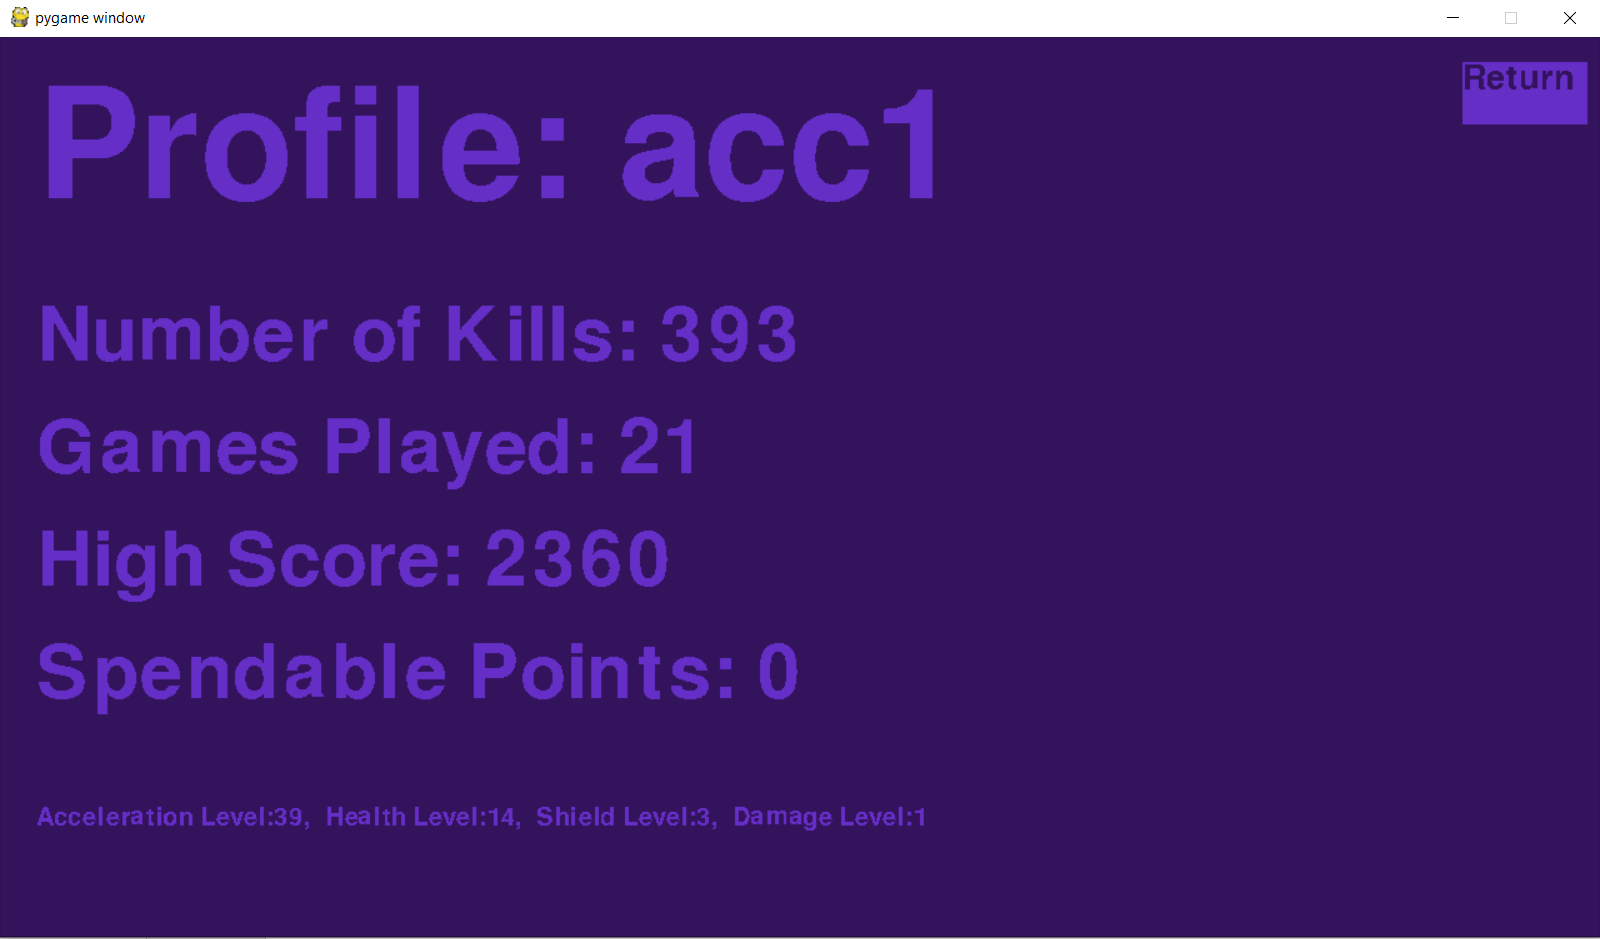 pygame window
Return
Profile: acc1
Number of Kills: 393
Games Played: 21
High Score: 2360
Spendable Points: 0
Acceleration Level:39,  Health Level:14,  Shield Level:3,  Damage Level:1